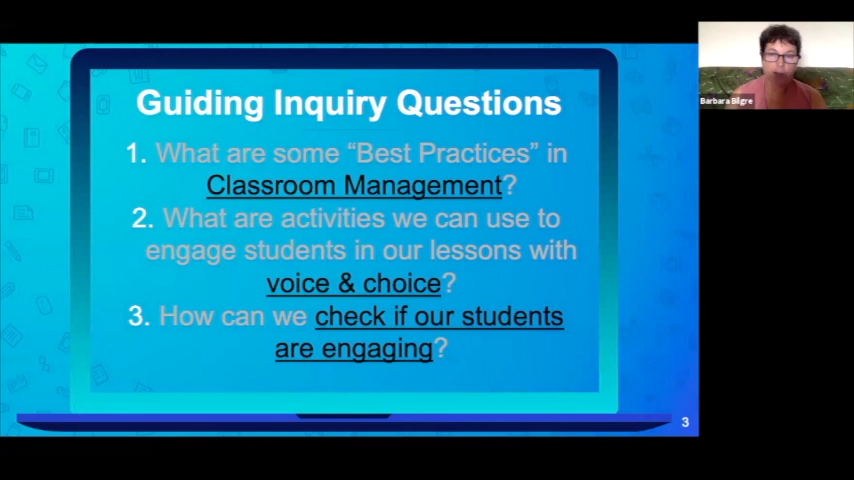 Guiding Inquiry Questions
1. What are some “Best Practices” in
Classroom Management?
2. What are activities we can use to
engage students in our lessons with
voice & choice?
3. How can we check if our students
are engaging?
3
Barbara Bilgre